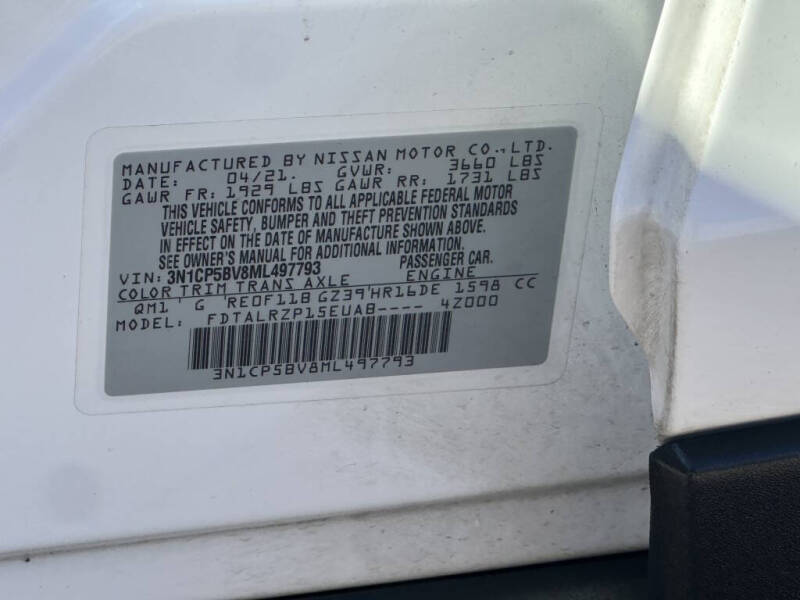 MANUFACTURED BY NISSAN MOTOR CO., LTD.
DATE: 04/21. GVWR: 3660 LBS
GAWR FR: 1929 LBS GAWR RR: 1731 LBS
THIS VEHICLE CONFORMS TO ALL APPLICABLE FEDERAL MOTOR
VEHICLE SAFETY, BUMPER AND THEFT PREVENTION STANDARDS
IN EFFECT ON THE DATE OF MANUFACTURE SHOWN ABOVE.
SEE OWNER'S MANUAL FOR ADDITIONAL INFORMATION.
VIN: 3N1CP5BV8ML497793 PASSENGER CAR.
COLOR TRIM TRANS AXLE ENGINE
QM1 ' G 'RE0F11B GZ39'HR16DE 1598 CC
MODEL: FDTALRZP15EUAB---- 4Z000
3N1CP5BV8ML497793